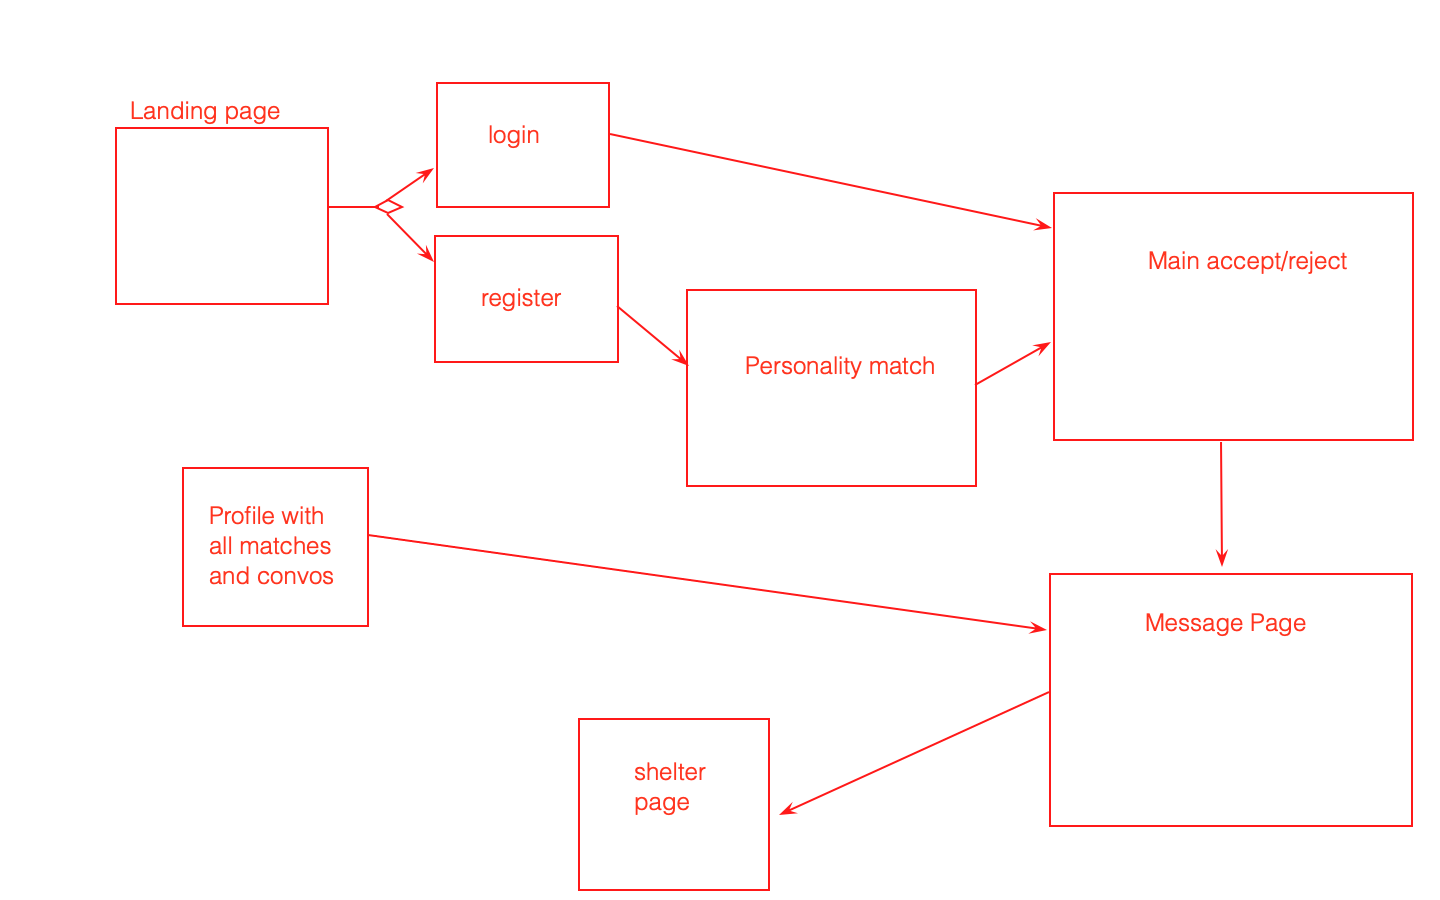 Landing page
login
register
Main accept/reject
Personality match
Profile with
all matches
and convos
Message Page
shelter
page